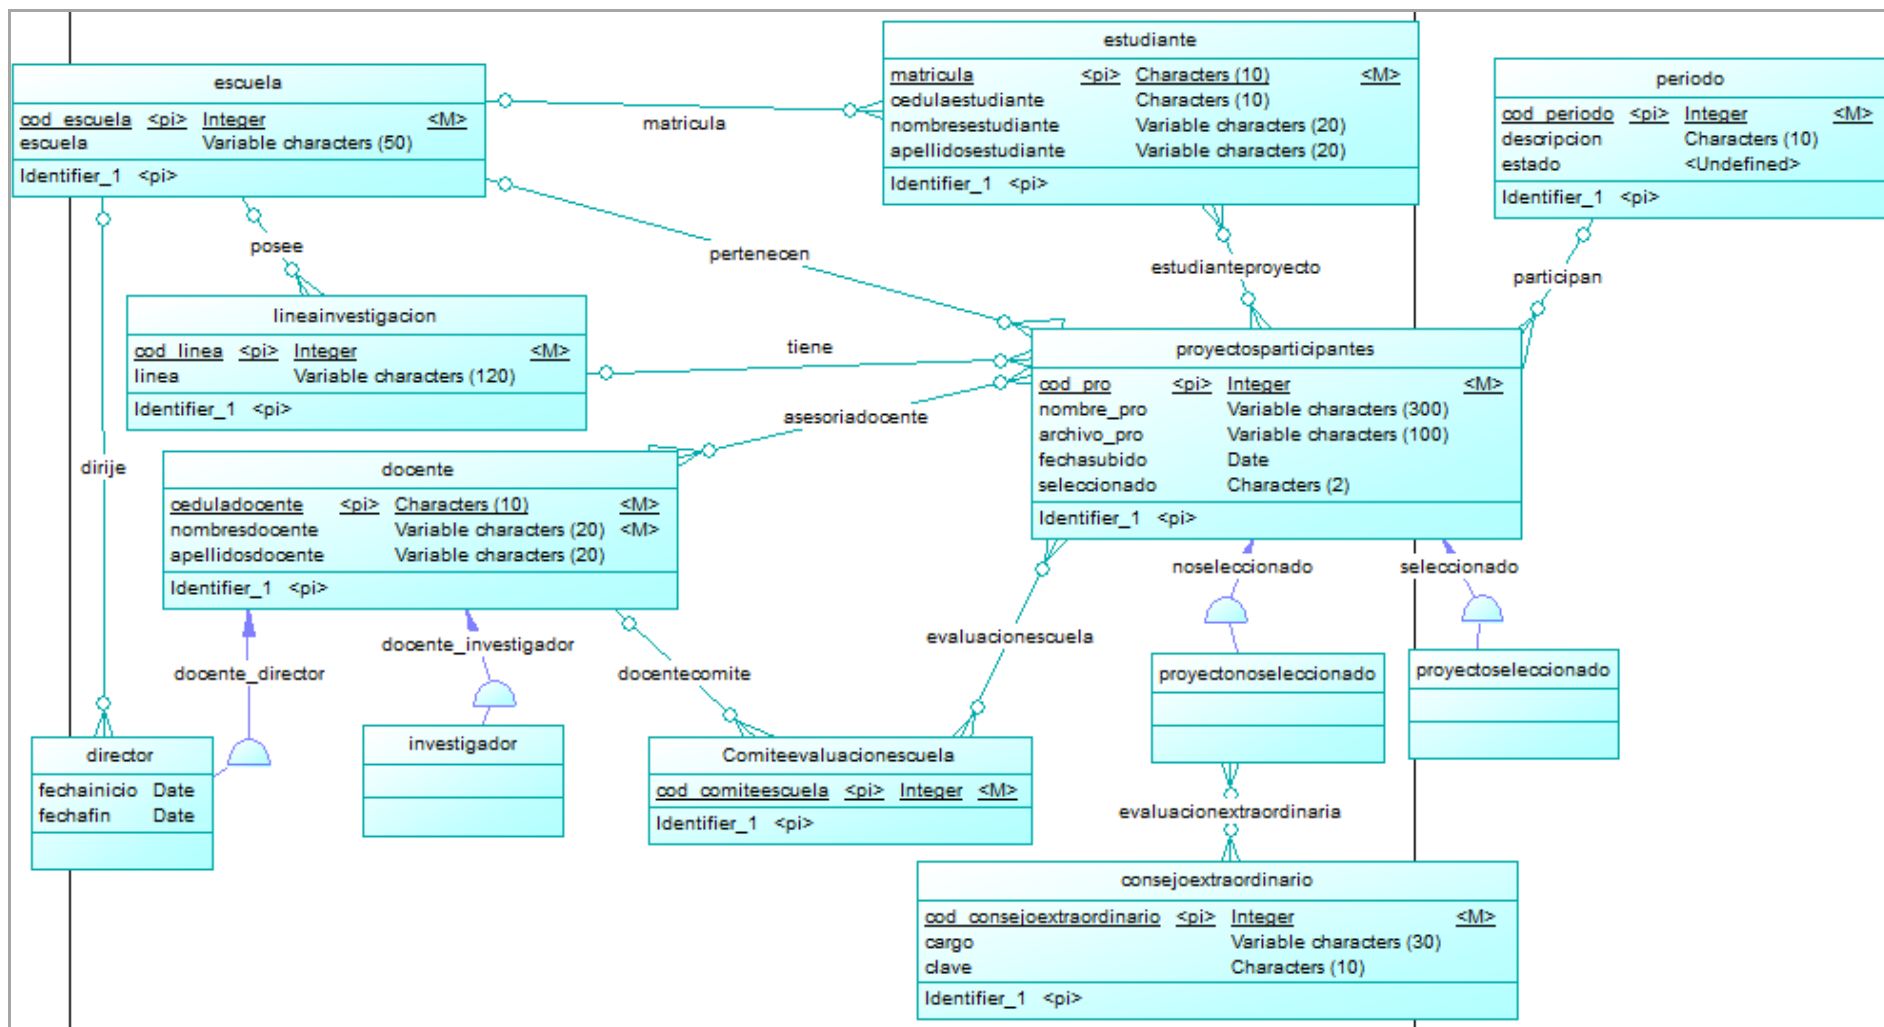 escuela
cod_escuela <pi> Integer <M>
escuela Variable characters (50)
Identifier_1 <pi>
matricula
estudiante
matricula <pi> Characters (10) <M>
cedulaestudiante Characters (10)
nombresestudiante Variable characters (20)
apellidosestudiante Variable characters (20)
Identifier_1 <pi>
periodo
cod_periodo <pi> Integer <M>
descripcion Characters (10)
estado <Undefined>
Identifier_1 <pi>
posee
pertenecen
estudianteproyecto
participan
lineainvestigacion
cod_linea <pi> Integer <M>
linea Variable characters (120)
Identifier_1 <pi>
tiene
asesoriadocente
proyectosparticipantes
cod_pro <pi> Integer <M>
nombre_pro Variable characters (300)
archivo_pro Variable characters (100)
fechasubido Date
seleccionado Characters (2)
Identifier_1 <pi>
dirije
docente
ceduladocente <pi> Characters (10) <M>
nombresdocente Variable characters (20) <M>
apellidosdocente Variable characters (20)
Identifier_1 <pi>
noseleccionado
seleccionado
docente_director
docente_investigador
docentecomite
evaluacionescuela
proyectonoseleccionado
proyectoseleccionado
director
fechainicio Date
fechafin Date
investigador
Comiteevaluacionescuela
cod_comiteescuela <pi> Integer <M>
Identifier_1 <pi>
evaluacionextraordinaria
consejoextraordinario
cod_consejoextraordinario <pi> Integer <M>
cargo Variable characters (30)
clave Characters (10)
Identifier_1 <pi>